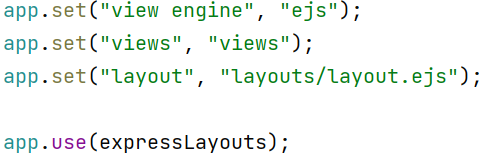 app.set("view engine", "ejs");
app.set("views", "views");
app.set("layout", "layouts/layout.ejs");
app.use(expressLayouts);